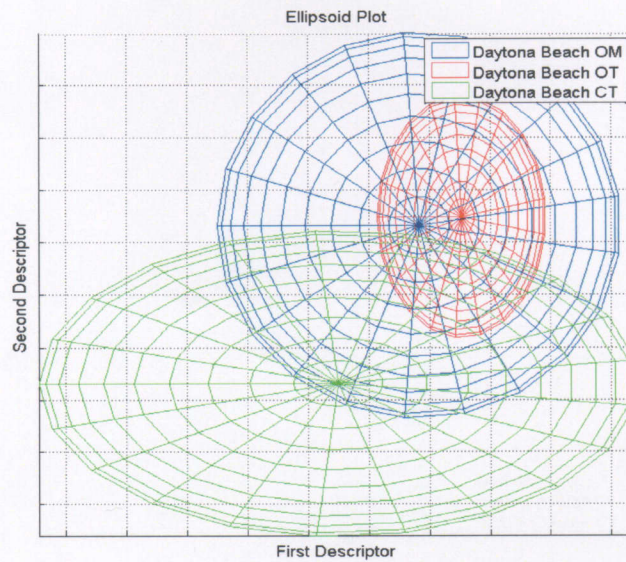 Ellipsoid Plot
Daytona Beach OM
Daytona Beach OT
Daytona Beach CT
Second Descriptor
First Descriptor